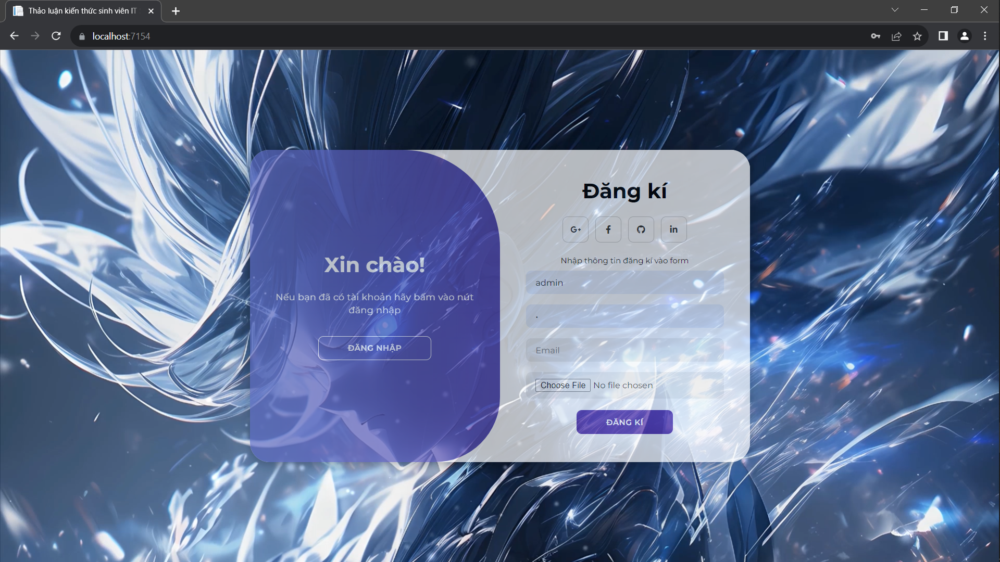 Thảo luận kiến thức sinh viên IT
localhost:7154
Xin chào!
Nếu bạn đã có tài khoản hãy bấm vào nút
đăng nhập
ĐĂNG NHẬP
Đăng kí
G+
f
in
Nhập thông tin đăng kí vào form
admin
Email
Choose File No file chosen
ĐĂNG KÍ